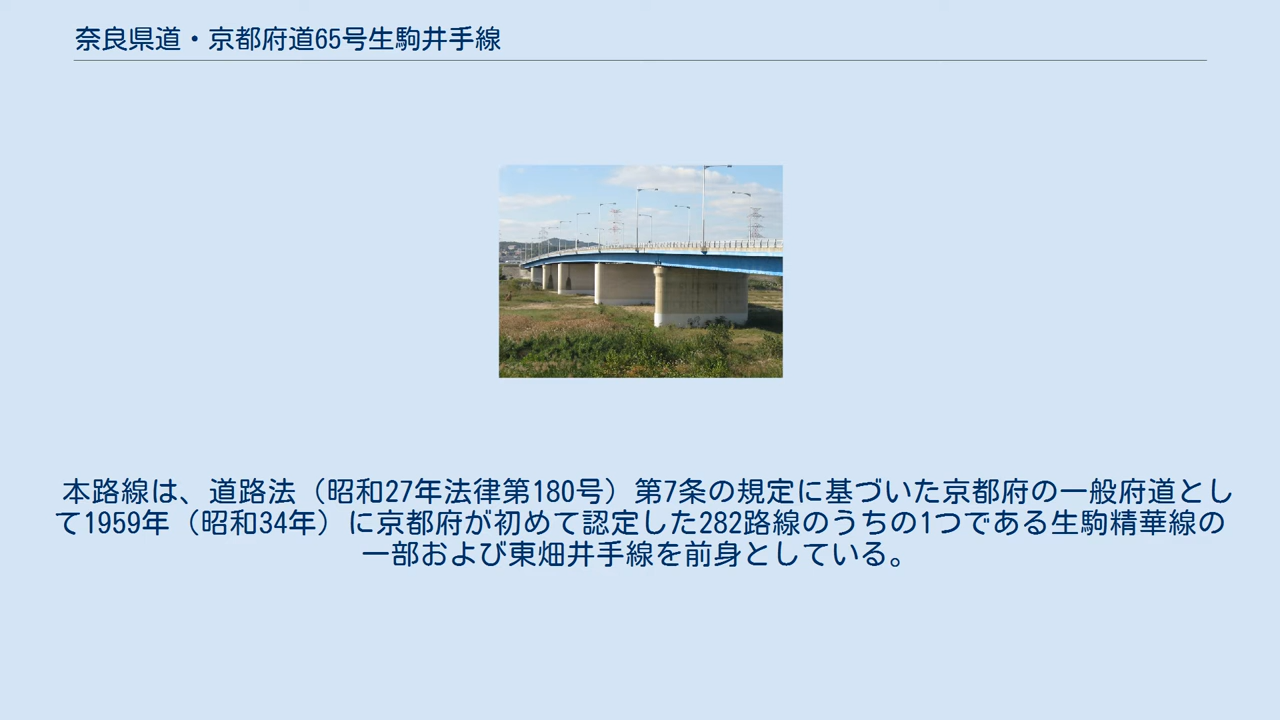 奈良県道・京都府道65号生駒井手線
本路線は、道路法（昭和27年法律第180号）第7条の規定に基づいた京都府の一般府道とし
て1959年（昭和34年）に京都府が初めて認定した282路線のうちの1つである生駒精華線の
一部および東畑井手線を前身としている。